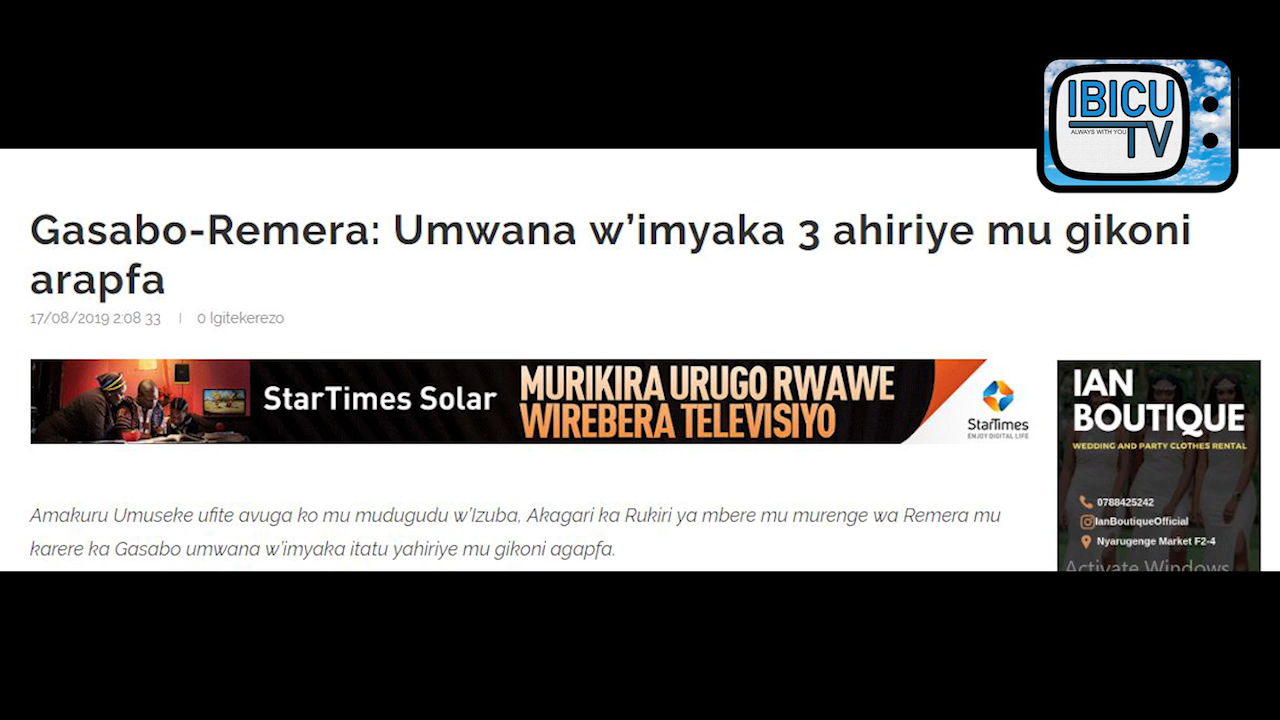 IBICU
TV
ALWAYS WITH YOU
Gasabo-Remera: Umwana w’imyaka 3 ahiriye mu gikoni
arapfa
17/08/2019 2:08 33 | 0 Igitekerezo
StarTimes Solar
MURIKIRA URUGO RWAWE
WIREBERA TELEVISIYO
StarTimes
ENJOY DIGITAL LIFE
IAN
BOUTIQUE
WEDDING AND PARTY CLOTHES RENTAL
0788425242
IanBoutiqueOfficial
Nyarugenge Market F2-4
Activate Windows
Amakuru Umuseke ufite avuga ko mu mudugudu w’Izuba, Akagari ka Rukiri ya mbere mu murenge wa Remera mu
karere ka Gasabo umwana w’imyaka itatu yahiriye mu gikoni agapfa.